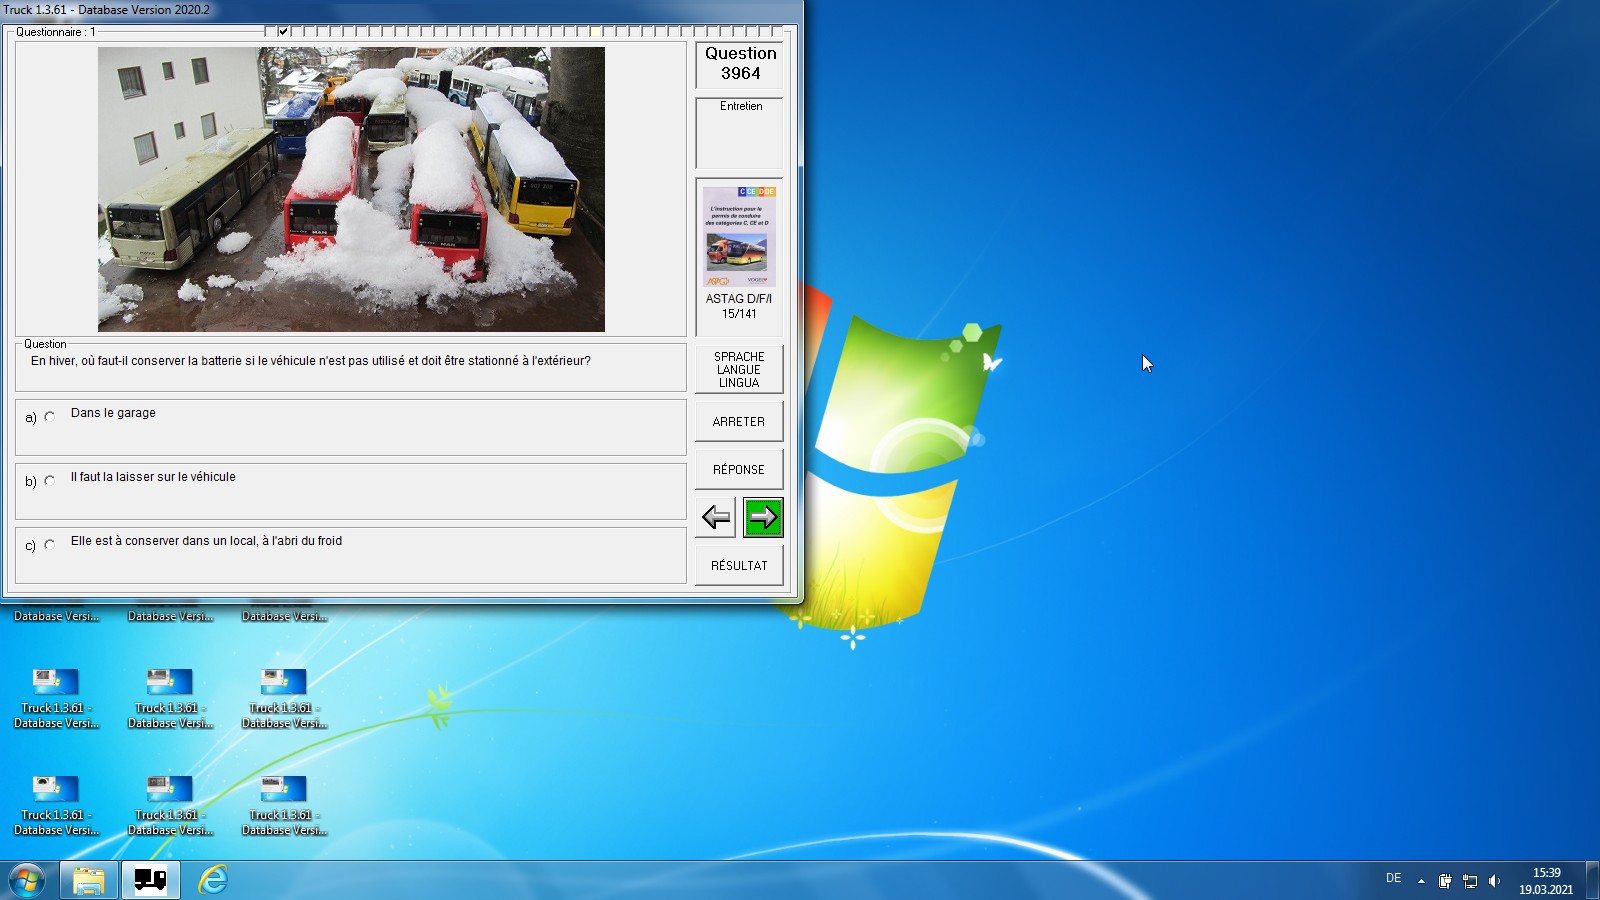 Truck 1.3.61 - Database Version 2020.2
Questionnaire : 1
Question
3964
Entretien
C CE D DE
L'instruction pour le
permis de conduire
des catégories C, CE et D
ASTAG D/F/I
15/141
MAN
MAN
Question
En hiver, où faut-il conserver la batterie si le véhicule n'est pas utilisé et doit être stationné à l'extérieur?
a) Dans le garage
b) Il faut la laisser sur le véhicule
c) Elle est à conserver dans un local, à l'abri du froid
SPRACHE
LANGUE
LINGUA
ARRETER
RÉPONSE
RÉSULTAT
Database Versi...
Database Versi...
Database Versi...
Truck 1.3.61 -
Database Versi...
Truck 1.3.61 -
Database Versi...
Truck 1.3.61 -
Database Versi...
Truck 1.3.61 -
Database Versi...
Truck 1.3.61 -
Database Versi...
Truck 1.3.61 -
Database Versi...
DE
15:39
19.03.2021